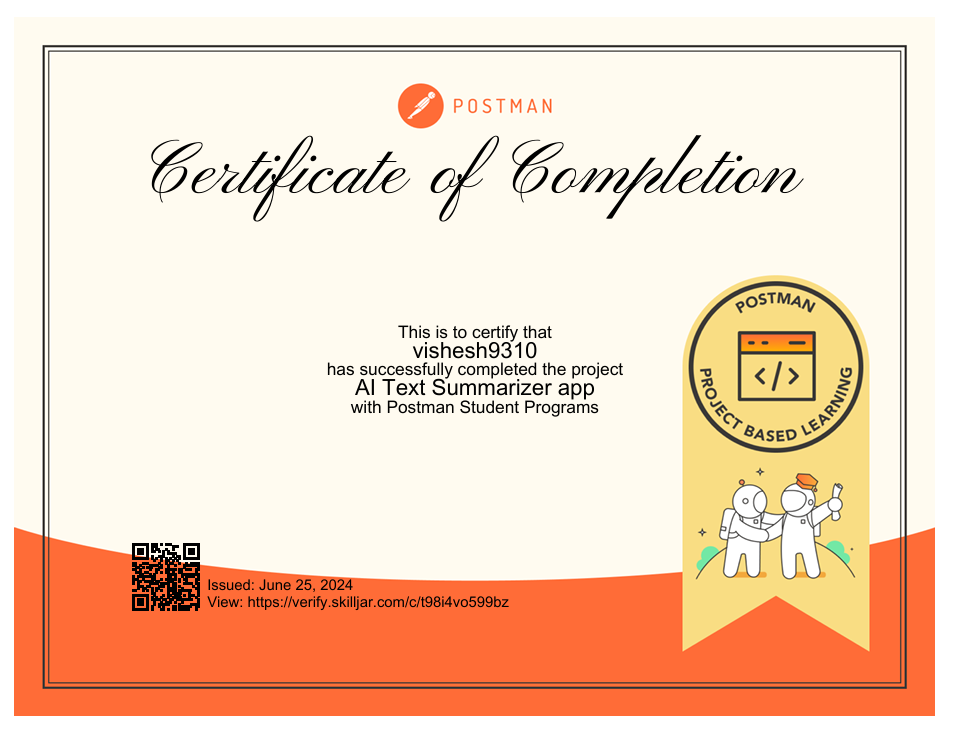 POSTMAN
Certificate of Completion
This is to certify that
vishesh9310
has successfully completed the project
AI Text Summarizer app
with Postman Student Programs
POSTMAN
PROJECT BASED LEARNING
Issued: June 25, 2024
View: https://verify.skilljar.com/c/t98i4vo599bz